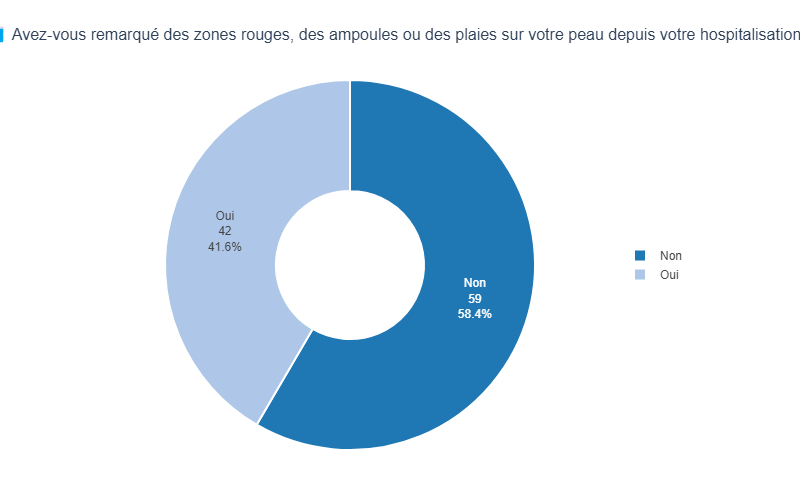 Avez-vous remarqué des zones rouges, des ampoules ou des plaies sur votre peau depuis votre hospitalisation
Oui
42
41.6%
Non
59
58.4%
Non
Oui